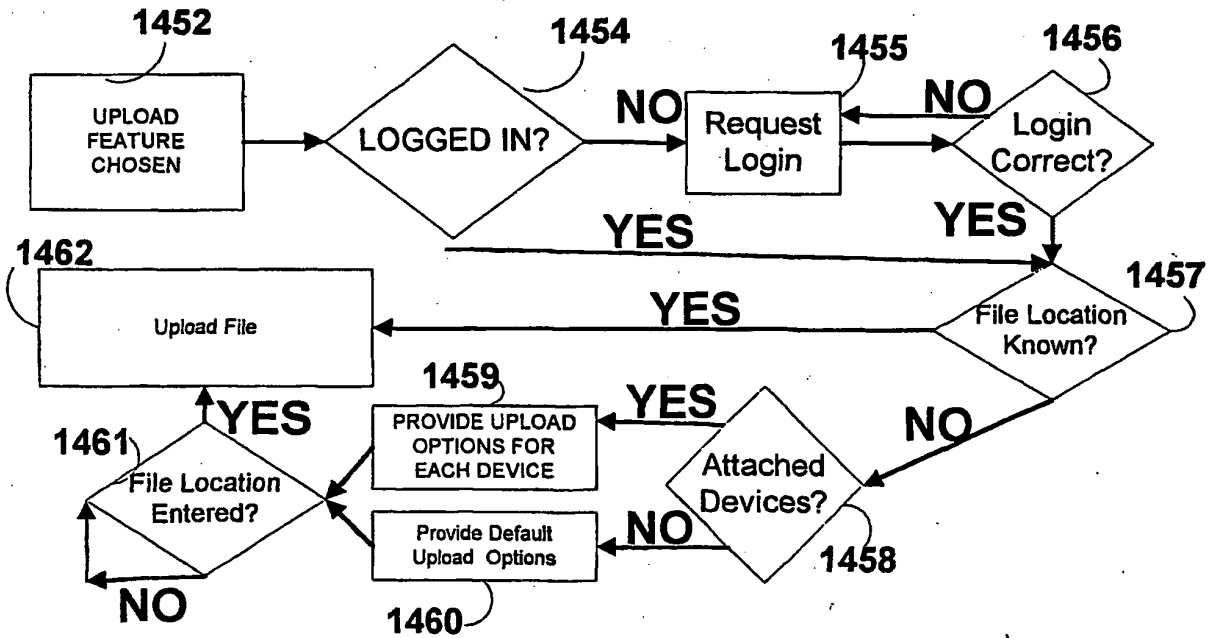 1452
1454
1455
1456
UPLOAD
FEATURE
CHOSEN
LOGGED IN?
NO
Request
Login
NO
Login
Correct?
YES
YES
1462
1457
Upload File
YES
File Location
Known?
1459
YES
PROVIDE UPLOAD
OPTIONS FOR
EACH DEVICE
YES
NO
1461
File Location
Entered?
Attached
Devices?
Provide Default
Upload Options
NO
1458
NO
1460